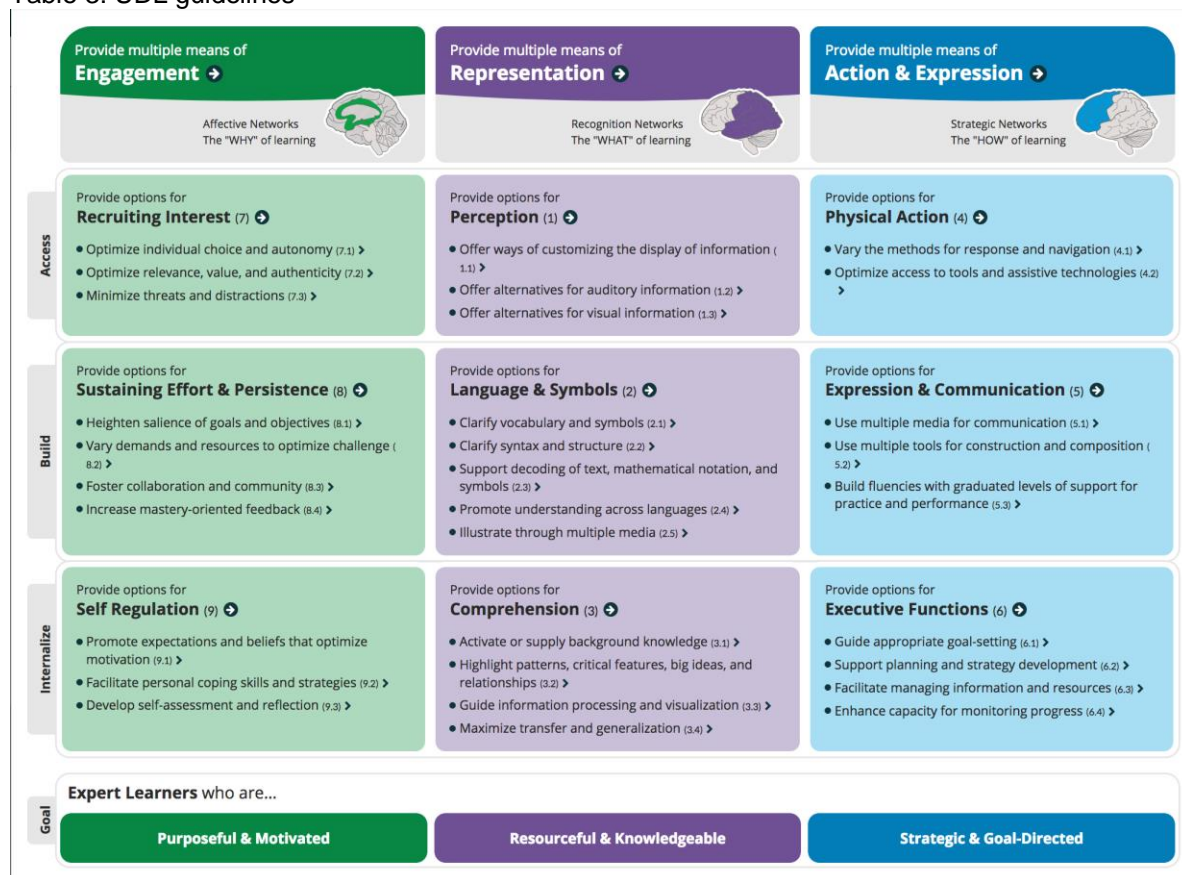 Provide multiple means of
Engagement
Affective Networks
The "WHY" of learning
Provide multiple means of
Representation
Recognition Networks
The "WHAT" of learning
Provide multiple means of
Action & Expression
Strategic Networks
The "HOW" of learning
Access
Provide options for
Recruiting Interest (7)
Optimize individual choice and autonomy (7.1)
Optimize relevance, value, and authenticity (7.2)
Minimize threats and distractions (7.3)
Provide options for
Perception (1)
Offer ways of customizing the display of information (
1.1)
Offer alternatives for auditory information (1.2)
Offer alternatives for visual information (1.3)
Provide options for
Physical Action (4)
Vary the methods for response and navigation (4.1)
Optimize access to tools and assistive technologies (4.2)
Build
Provide options for
Sustaining Effort & Persistence (8)
Heighten salience of goals and objectives (8.1)
Vary demands and resources to optimize challenge (
8.2)
Foster collaboration and community (8.3)
Increase mastery-oriented feedback (8.4)
Provide options for
Language & Symbols (2)
Clarify vocabulary and symbols (2.1)
Clarify syntax and structure (2.2)
Support decoding of text, mathematical notation, and
symbols (2.3)
Promote understanding across languages (2.4)
Illustrate through multiple media (2.5)
Provide options for
Expression & Communication (5)
Use multiple media for communication (5.1)
Use multiple tools for construction and composition (
5.2)
Build fluencies with graduated levels of support for
practice and performance (5.3)
Internalize
Provide options for
Self Regulation (9)
Promote expectations and beliefs that optimize
motivation (9.1)
Facilitate personal coping skills and strategies (9.2)
Develop self-assessment and reflection (9.3)
Provide options for
Comprehension (3)
Activate or supply background knowledge (3.1)
Highlight patterns, critical features, big ideas, and
relationships (3.2)
Guide information processing and visualization (3.3)
Maximize transfer and generalization (3.4)
Provide options for
Executive Functions (6)
Guide appropriate goal-setting (6.1)
Support planning and strategy development (6.2)
Facilitate managing information and resources (6.3)
Enhance capacity for monitoring progress (6.4)
Goal
Expert Learners who are...
Purposeful & Motivated
Resourceful & Knowledgeable
Strategic & Goal-Directed